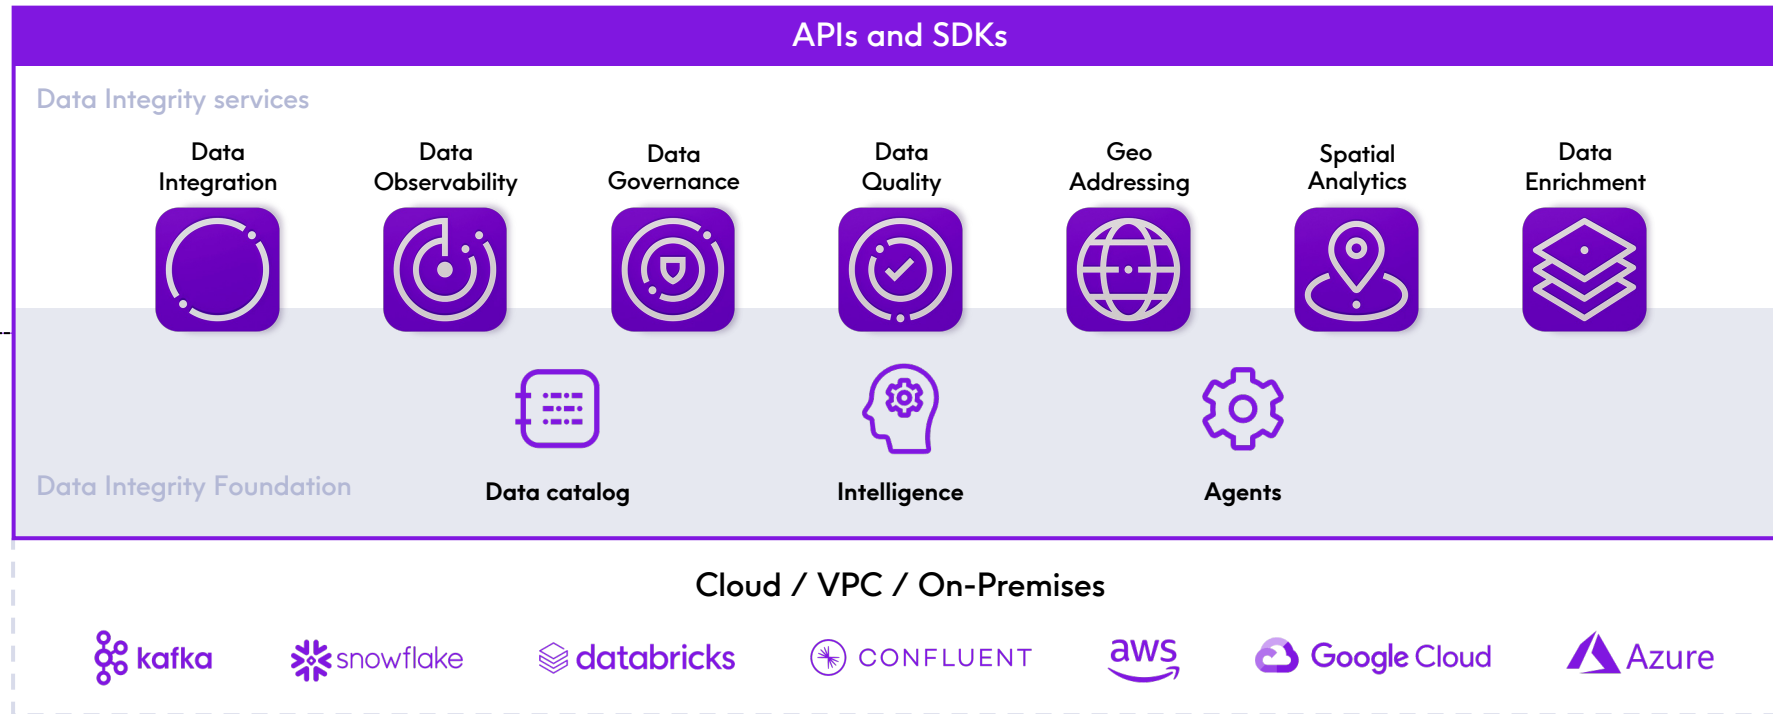 APIs and SDKs
Data Integrity services
Data
Integration
Data
Observability
Data
Governance
Data
Quality
Geo
Addressing
Spatial
Analytics
Data
Enrichment
Data Integrity Foundation
Data catalog
Intelligence
Agents
Cloud / VPC / On-Premises
kafka
snowflake
databricks
CONFLUENT
aws
Google Cloud
Azure